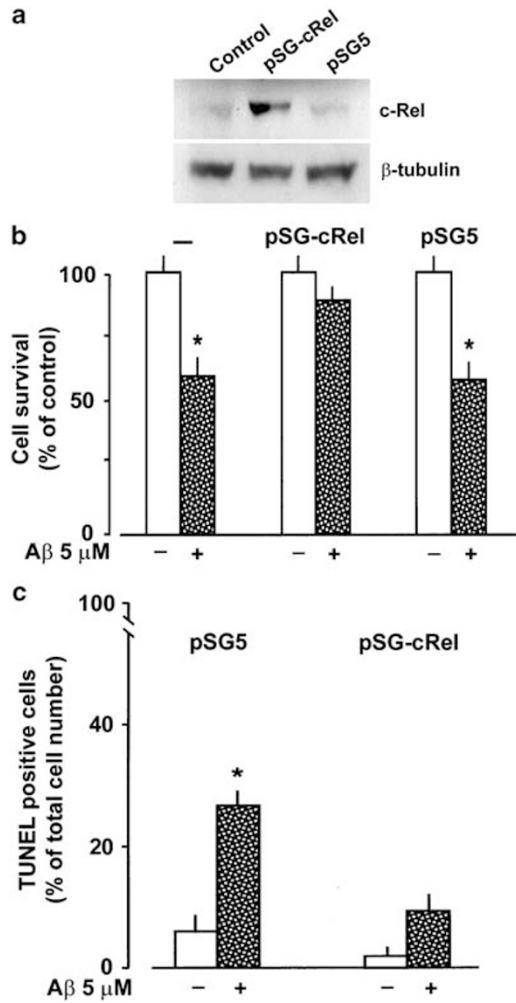 a
Control pSG-cRel pSG5
c-Rel
β-tubulin
b
– pSG-cRel pSG5
Cell survival
(% of control)
100
*
*
50
0
Aβ 5 μM – + – + – +
c
TUNEL positive cells
(% of total cell number)
100
pSG5 pSG-cRel
40
*
20
0
Aβ 5 μM – + – +